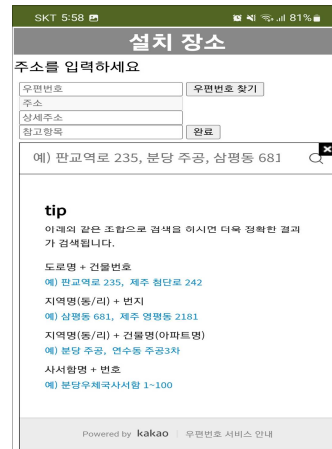 SKT 5:58
81%
설치 장소
주소를 입력하세요
우편번호 우편번호 찾기
주소
상세주소
참고항목 완료
예) 판교역로 235, 분당 주공, 삼평동 681
tip
아래와 같은 조합으로 검색을 하시면 더욱 정확한 결과
가 검색됩니다.
도로명 + 건물번호
예) 판교역로 235, 제주 첨단로 242
지역명(동/리) + 번지
예) 삼평동 681, 제주 영평동 2181
지역명(동/리) + 건물명(아파트명)
예) 분당 주공, 연수동 주공3차
사서함명 + 번호
예) 분당우체국사서함 1~100
Powered by kakao | 우편번호 서비스 안내